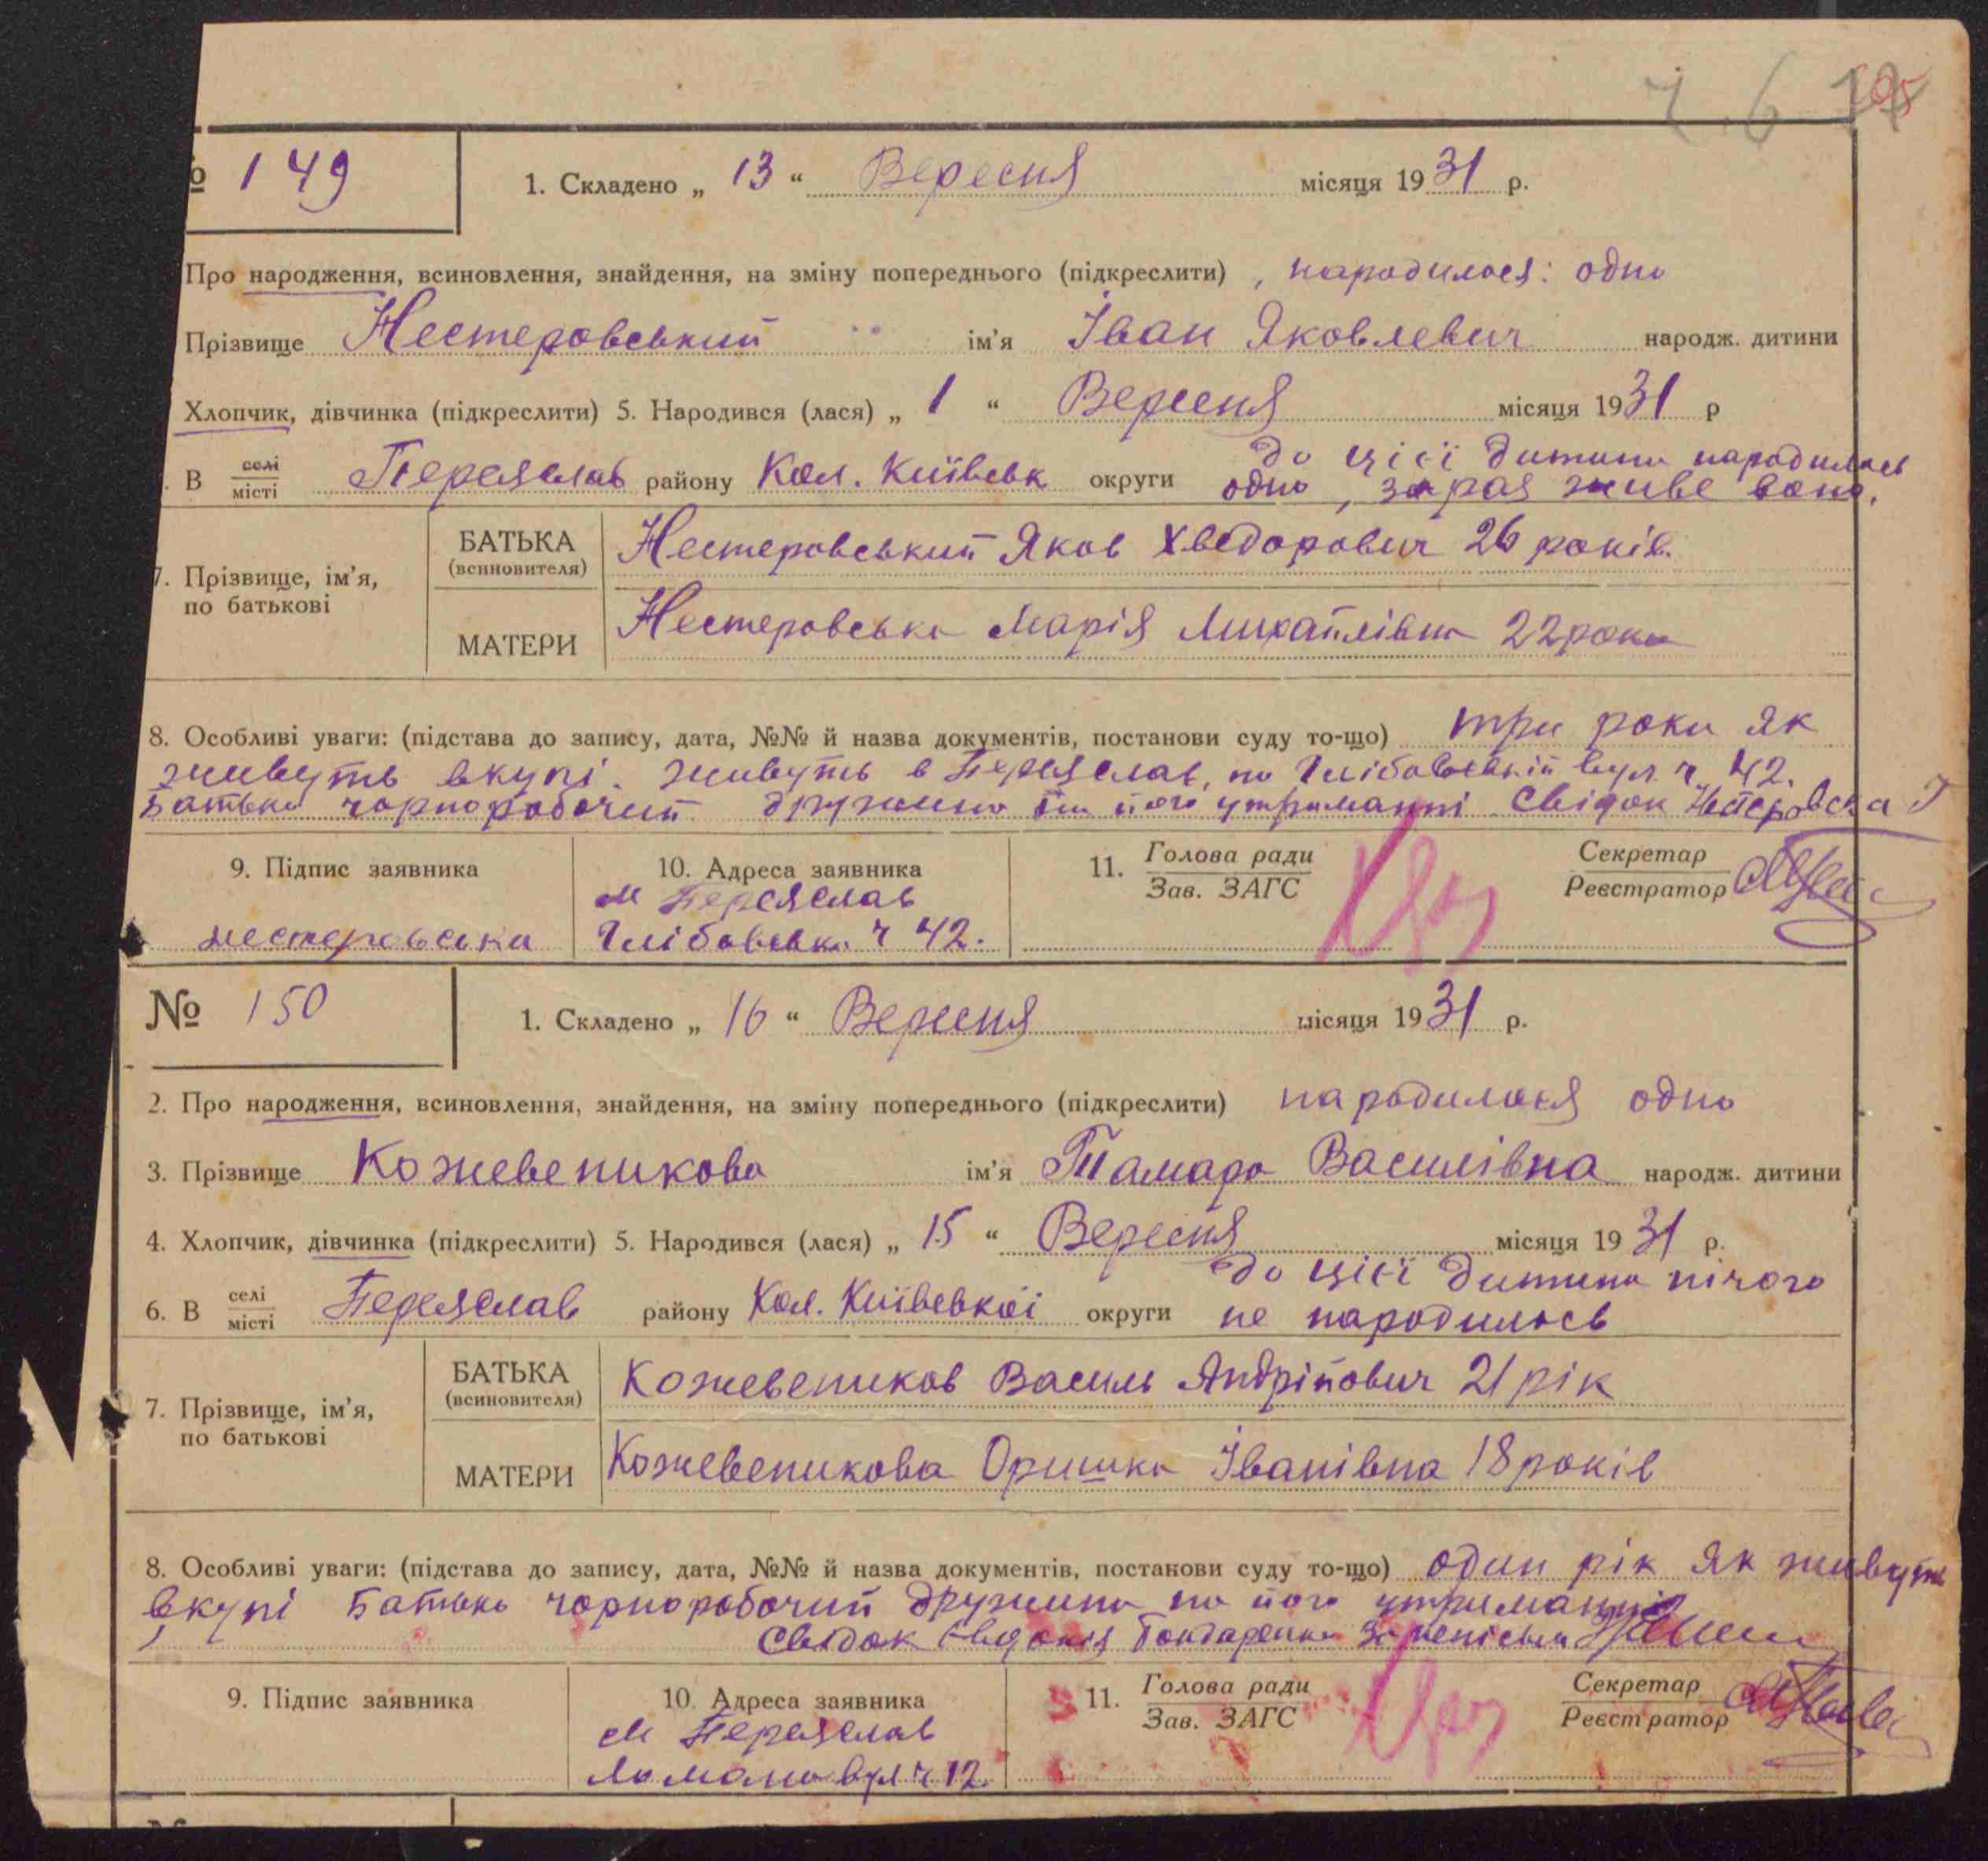 № 149
1. Складено „ 13 “ Вересня місяця 1931 р.
Про народження, всиновлення, знайдення, на зміну попереднього (підкреслити) , народилося: одно
Прізвище Нестеровський ім'я Іван Яковлевич народж. дитини
Хлопчик, дівчинка (підкреслити) 5. Народився (лася) „ 1 “ Вересня місяця 1931 р
В селі/місті Переяслав району Кол. Київськ округи до цієї дитини народилось
одно, зараз живе воно.
7. Прізвище, ім'я, по батькові
БАТЬКА (всиновителя) Нестеровський Яков Хведорович 26 років.
МАТЕРИ Нестеровська Марія Михайлівна 22 роки
8. Особливі уваги: (підстава до запису, дата, №№ й назва документів, постанови суду то-що) три роки як
живуть вкупі. живуть в Переяслав, по Глібовській вул. ч 42.
Батько чорноробочий дружина на його утриманні Свідок Нестеровска
9. Підпис заявника 10. Адреса заявника 11. Голова ради Секретар
Зав. ЗАГС Реєстратор
м Переяслав
нестеровська Глібовська ч 42.
№ 150
1. Складено „ 16 “ Вересня місяця 1931 р.
2. Про народження, всиновлення, знайдення, на зміну попереднього (підкреслити) народилося одно
3. Прізвище Кожевеникова ім'я Тамара Василівна народж. дитини
4. Хлопчик, дівчинка (підкреслити) 5. Народився (лася) „ 15 “ Вересня місяця 1931 р.
6. В селі/місті Переяслав району Кол. Київської округи до цієї дитини нічого
не народилось
7. Прізвище, ім'я, по батькові
БАТЬКА (всиновителя) Кожевеников Василь Андрійович 21 рік
МАТЕРИ Кожевеникова Оришка Іванівна 18 років
8. Особливі уваги: (підстава до запису, дата, №№ й назва документів, постанови суду то-що) один рік як живуть
вкупі Батько чорноробочий дружина на його утриманні
Свідок Гондаренко
9. Підпис заявника 10. Адреса заявника 11. Голова ради Секретар
Зав. ЗАГС Реєстратор
м Переяслав
вул ч 12.